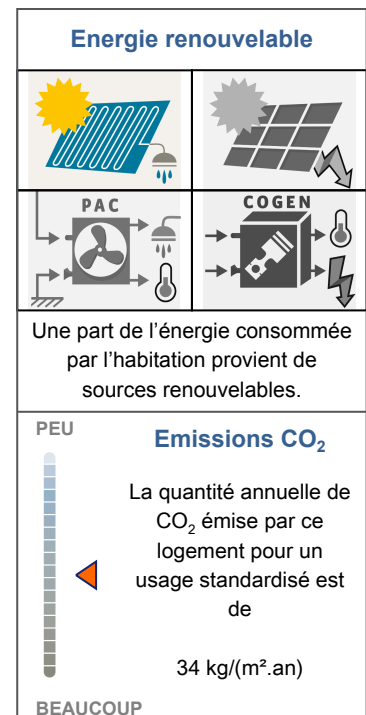 Energie renouvelable
PAC
COGEN
Une part de l'énergie consommée
par l'habitation provient de
sources renouvelables.
PEU
Emissions CO₂
La quantité annuelle de
CO₂ émise par ce
logement pour un
usage standardisé est
de
34 kg/(m².an)
BEAUCOUP